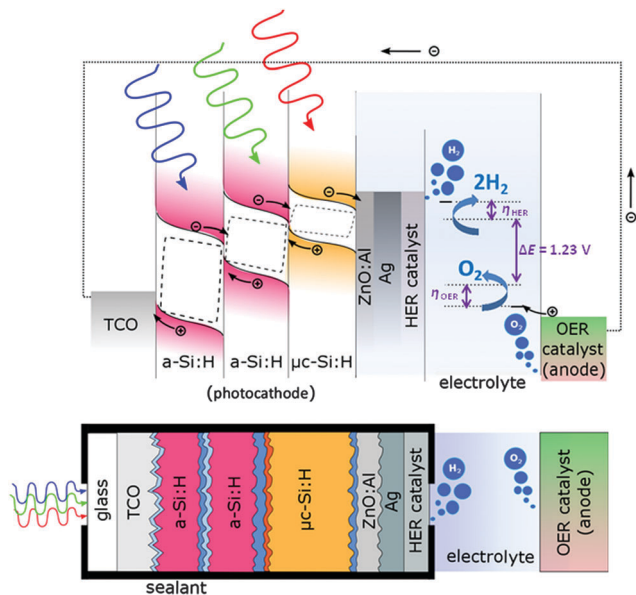 ⊖
H₂
2H₂
η HER
ΔE = 1.23 V
O₂
η OER
O₂
TCO
ZnO:Al
Ag
HER catalyst
OER
catalyst
(anode)
a-Si:H
a-Si:H
μc-Si:H
(photocathode)
electrolyte
glass
TCO
a-Si:H
a-Si:H
μc-Si:H
ZnO:Al
Ag
HER catalyst
H₂
O₂
electrolyte
OER catalyst
(anode)
sealant